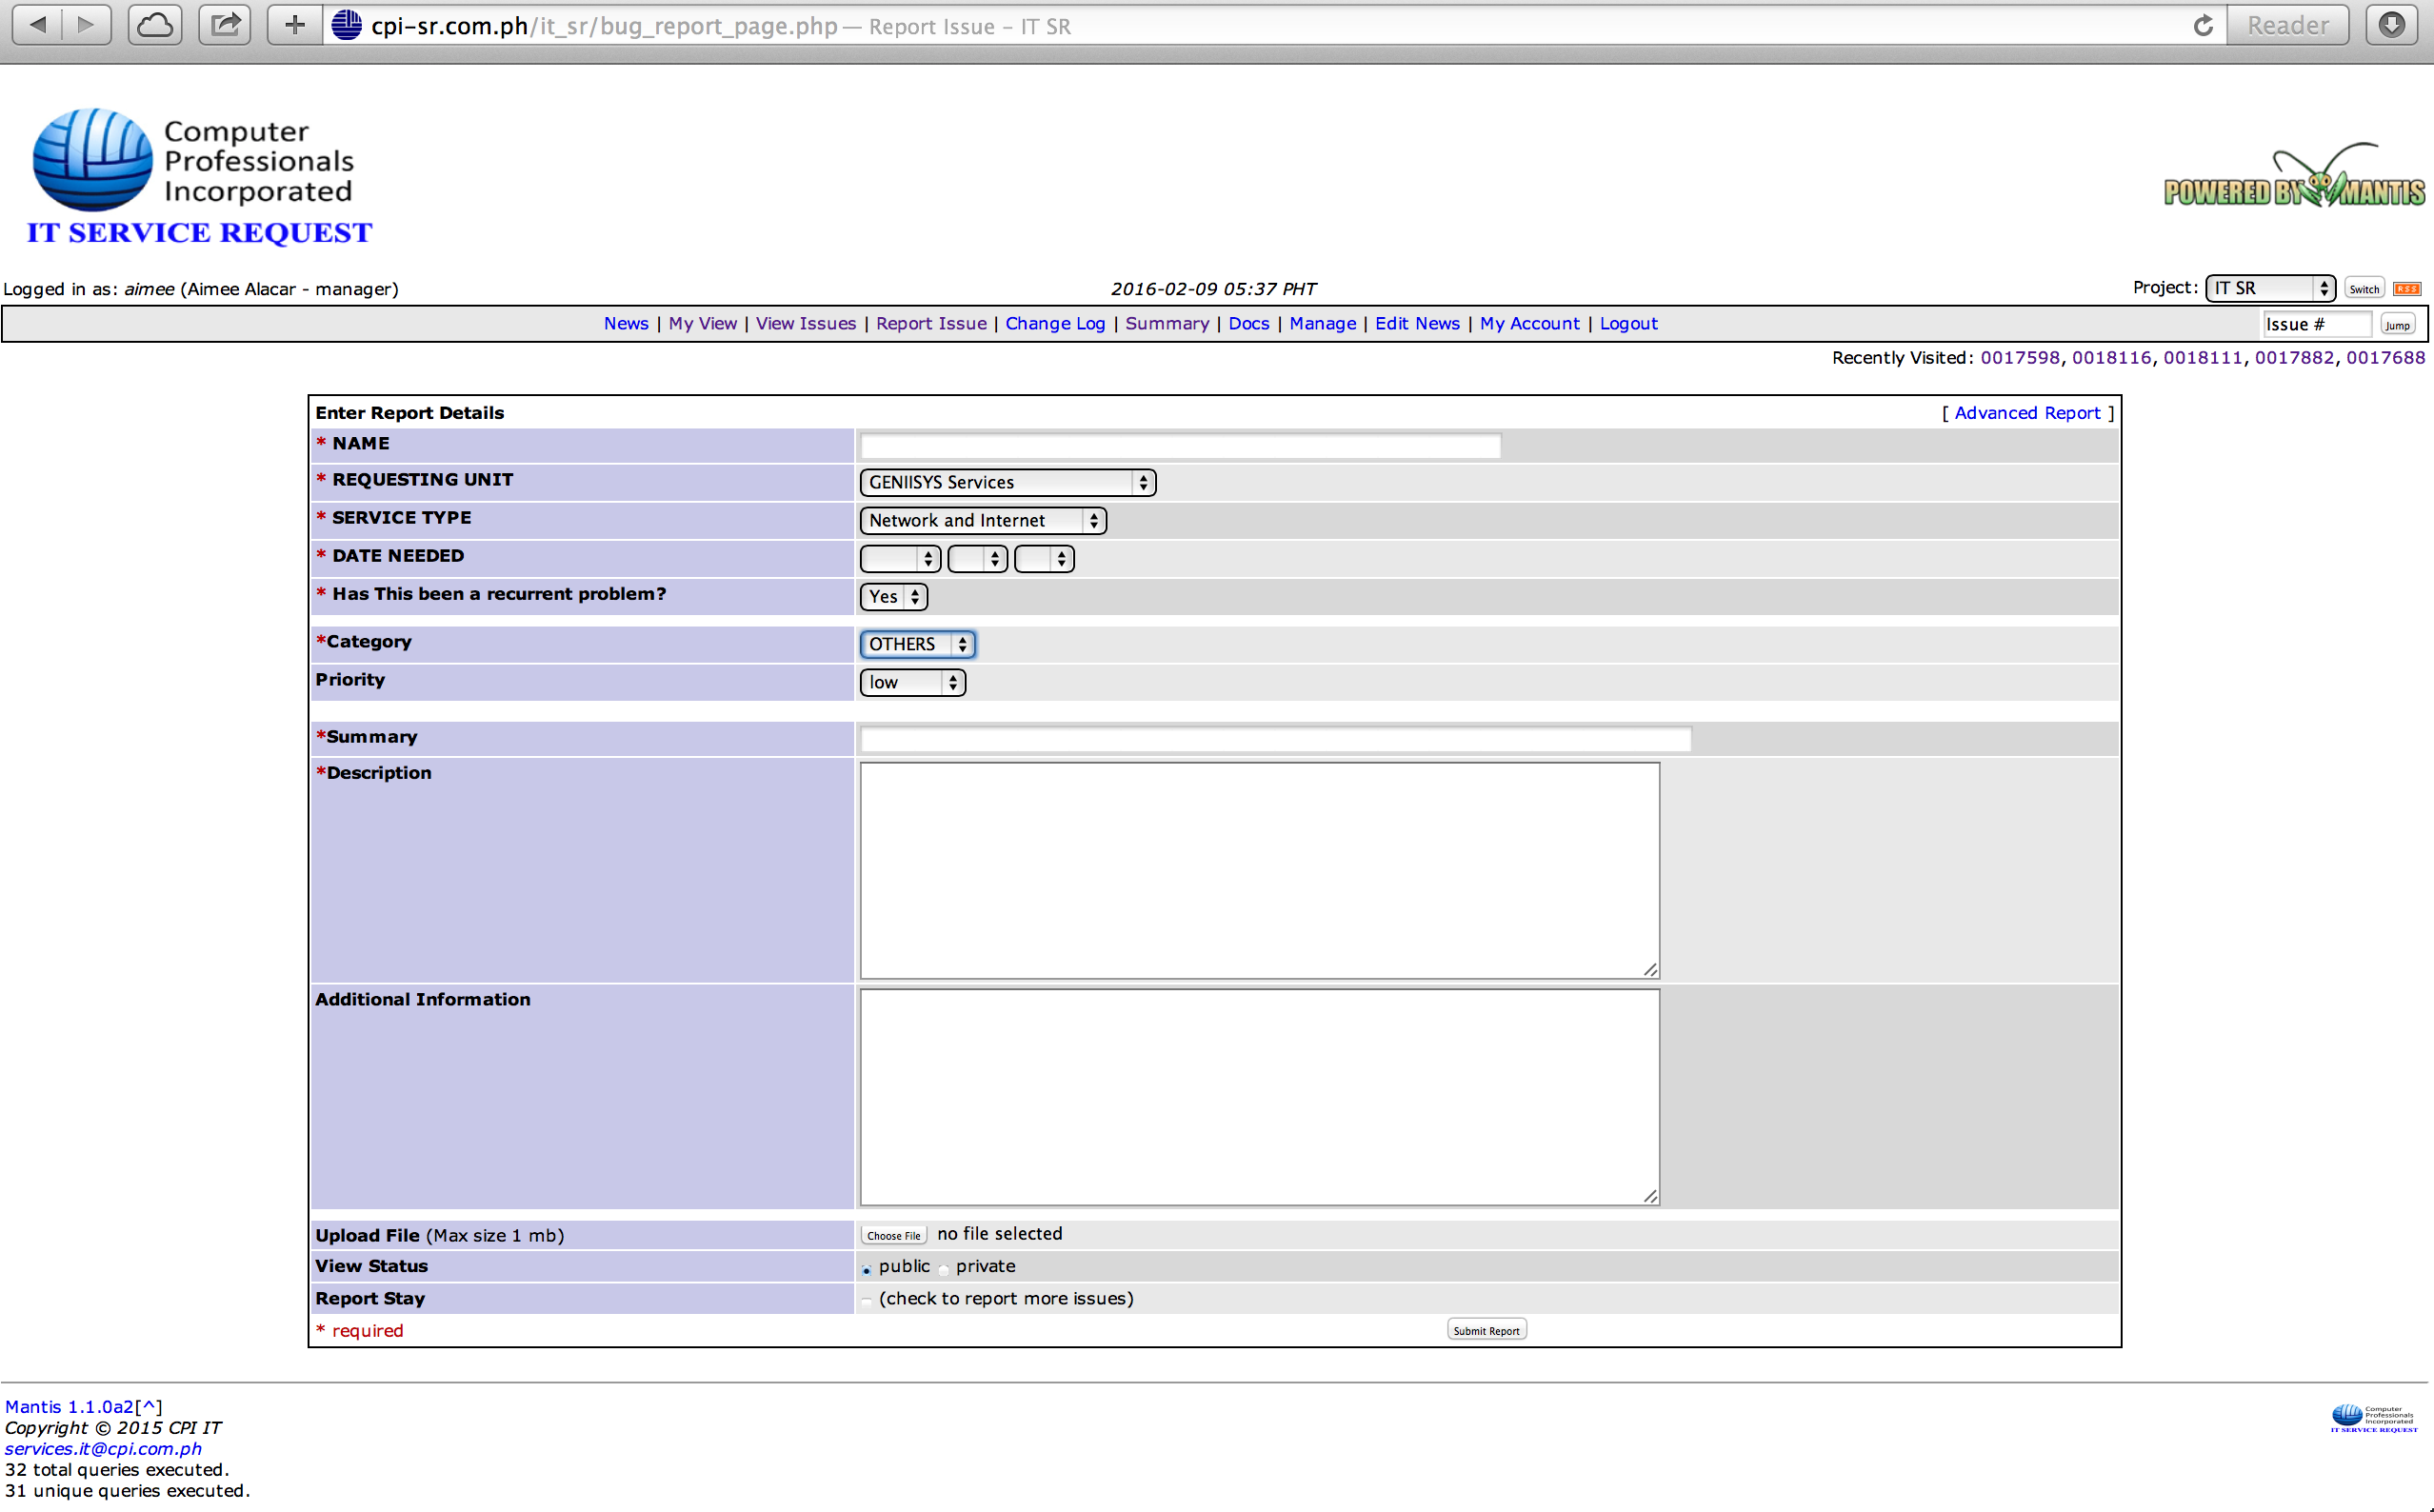 cpi-sr.com.ph/it_sr/bug_report_page.php — Report Issue – IT SR
Reader
Computer
Professionals
Incorporated
IT SERVICE REQUEST
POWERED BY MANTIS
Logged in as: aimee (Aimee Alacar - manager)
2016-02-09 05:37 PHT
Project: IT SR Switch RSS
News | My View | View Issues | Report Issue | Change Log | Summary | Docs | Manage | Edit News | My Account | Logout
Issue # Jump
Recently Visited: 0017598, 0018116, 0018111, 0017882, 0017688
Enter Report Details
[ Advanced Report ]
* NAME
* REQUESTING UNIT GENIISYS Services
* SERVICE TYPE Network and Internet
* DATE NEEDED
* Has This been a recurrent problem? Yes
*Category OTHERS
Priority low
*Summary
*Description
Additional Information
Upload File (Max size 1 mb) Choose File no file selected
View Status public private
Report Stay (check to report more issues)
* required Submit Report
Mantis 1.1.0a2[^]
Copyright © 2015 CPI IT
services.it@cpi.com.ph
32 total queries executed.
31 unique queries executed.
Computer
Professionals
Incorporated
IT SERVICE REQUEST